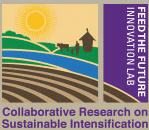 FEED THE FUTURE
INNOVATION LAB
Collaborative Research on
Sustainable Intensification